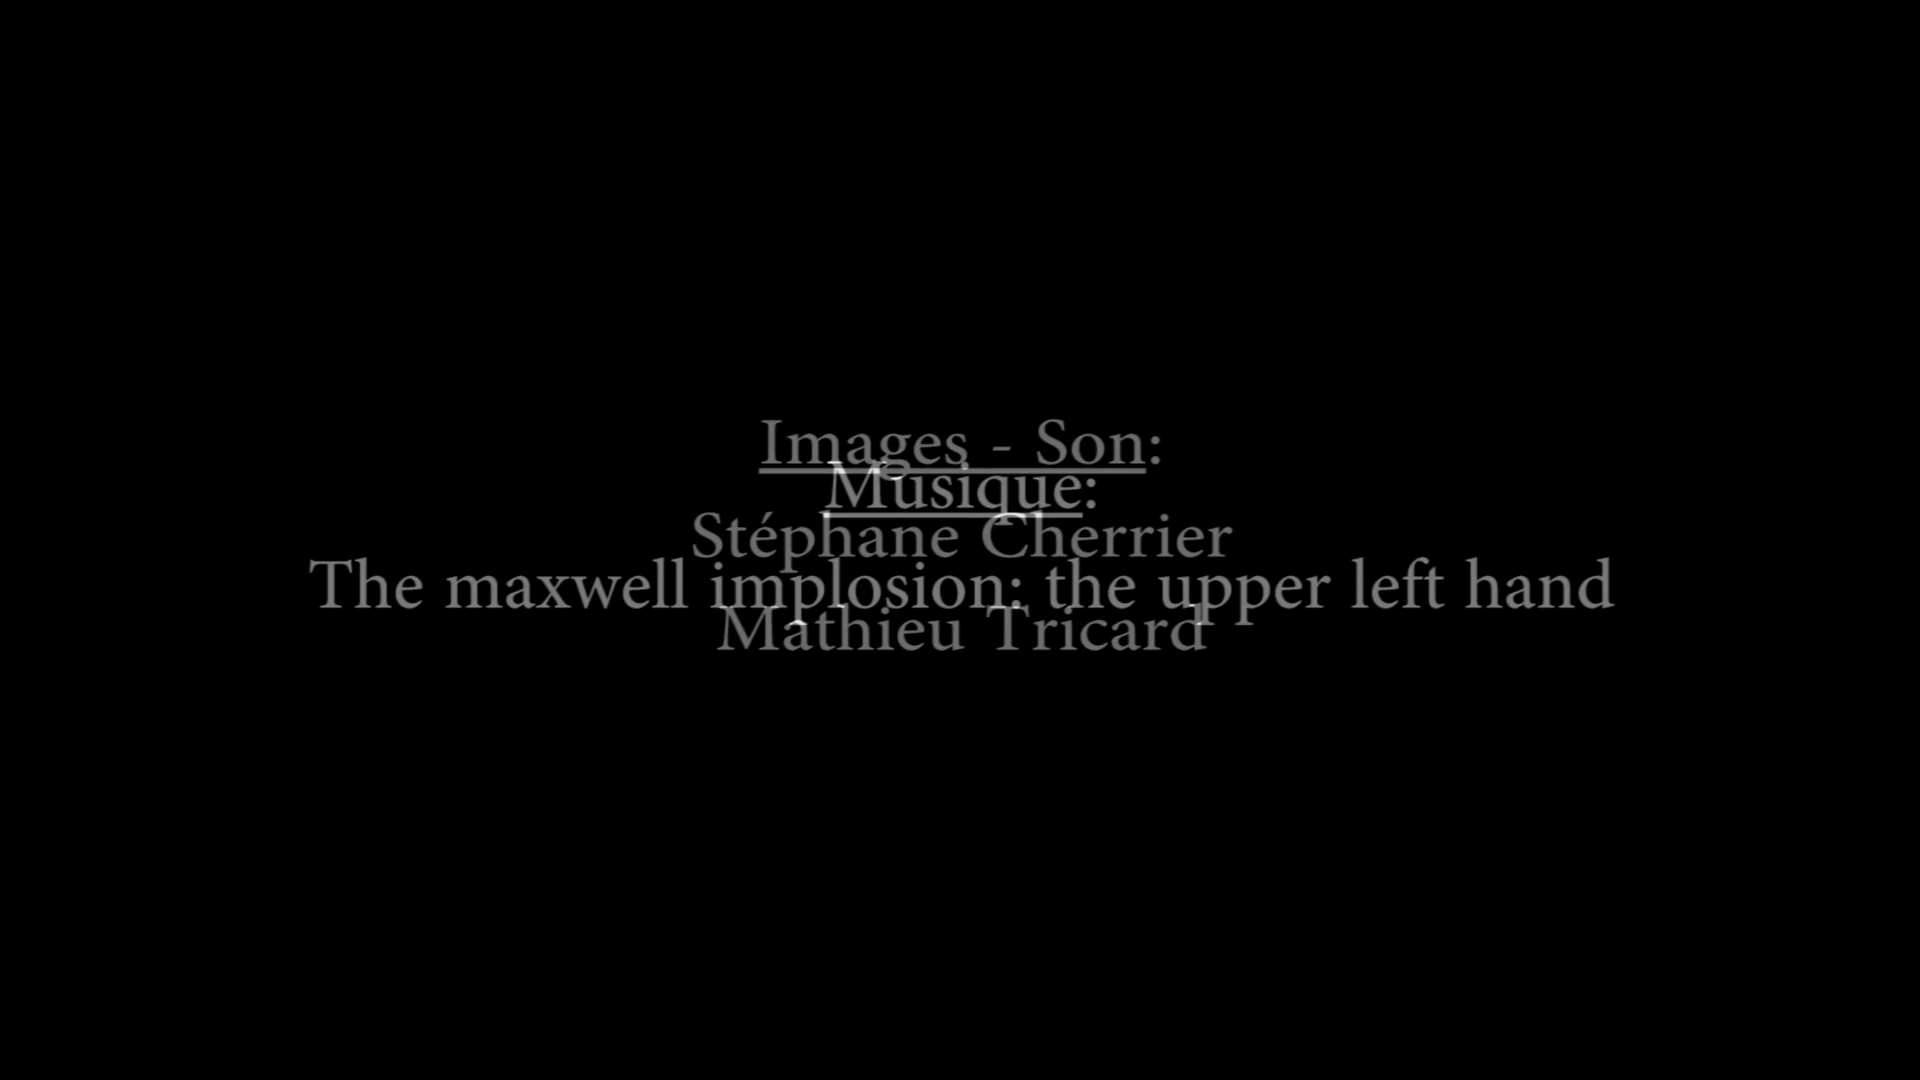 Images - Son:
Musique:
Stéphane Cherrier
The maxwell implosion: the upper left hand
Mathieu Tricard